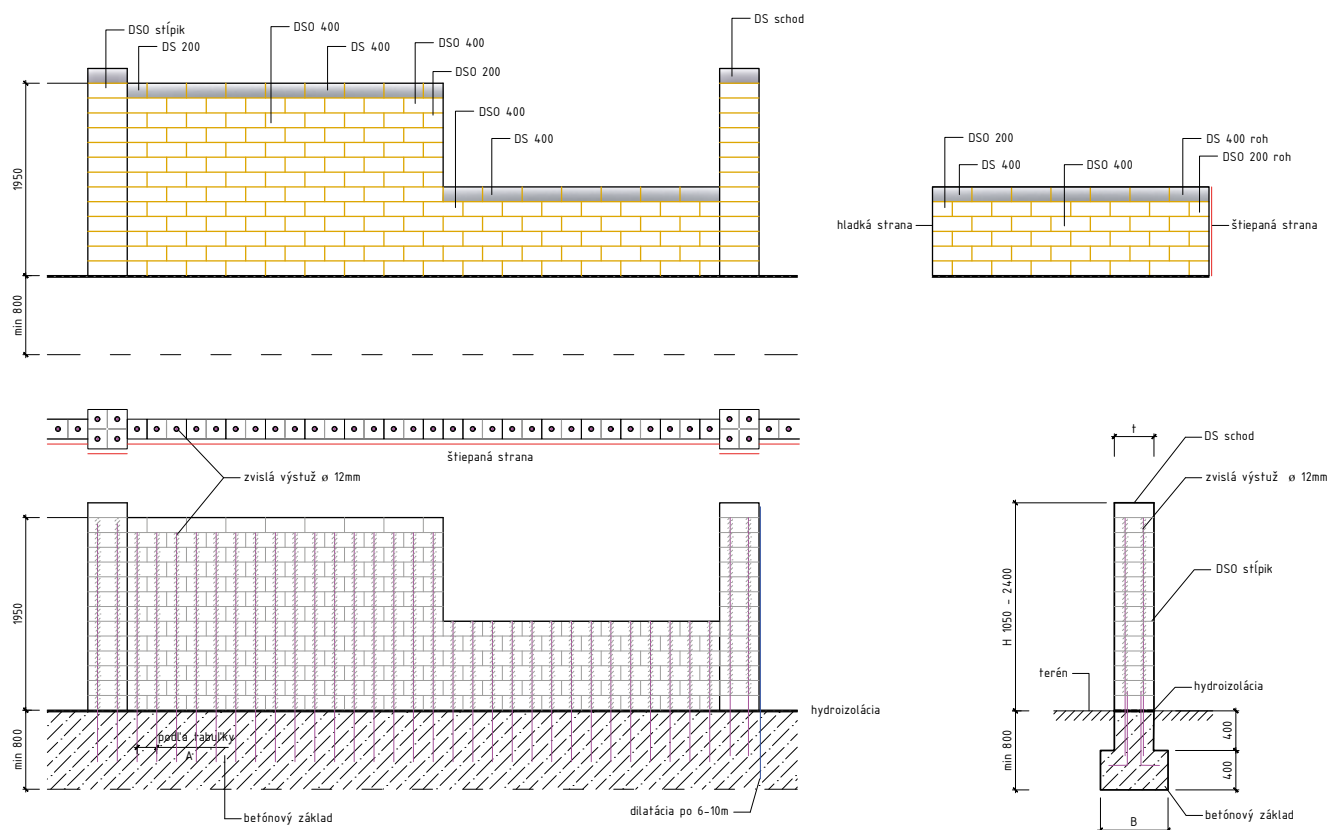 DSO stĺpik
DS 200
DSO 400
DS 400
DSO 400
DSO 200
DSO 400
DS 400
DS schod
1950
min 800
DSO 200
DS 400
DSO 400
DS 400 roh
DSO 200 roh
hladká strana
štiepaná strana
štiepaná strana
zvislá výstuž ø 12mm
1950
min 800
podľa tabuľky
A
hydroizolácia
dilatácia po 6-10m
betónový základ
t
DS schod
zvislá výstuž ø 12mm
DSO stĺpik
H 1050 - 2400
terén
hydroizolácia
min 800
400
400
B
betónový základ